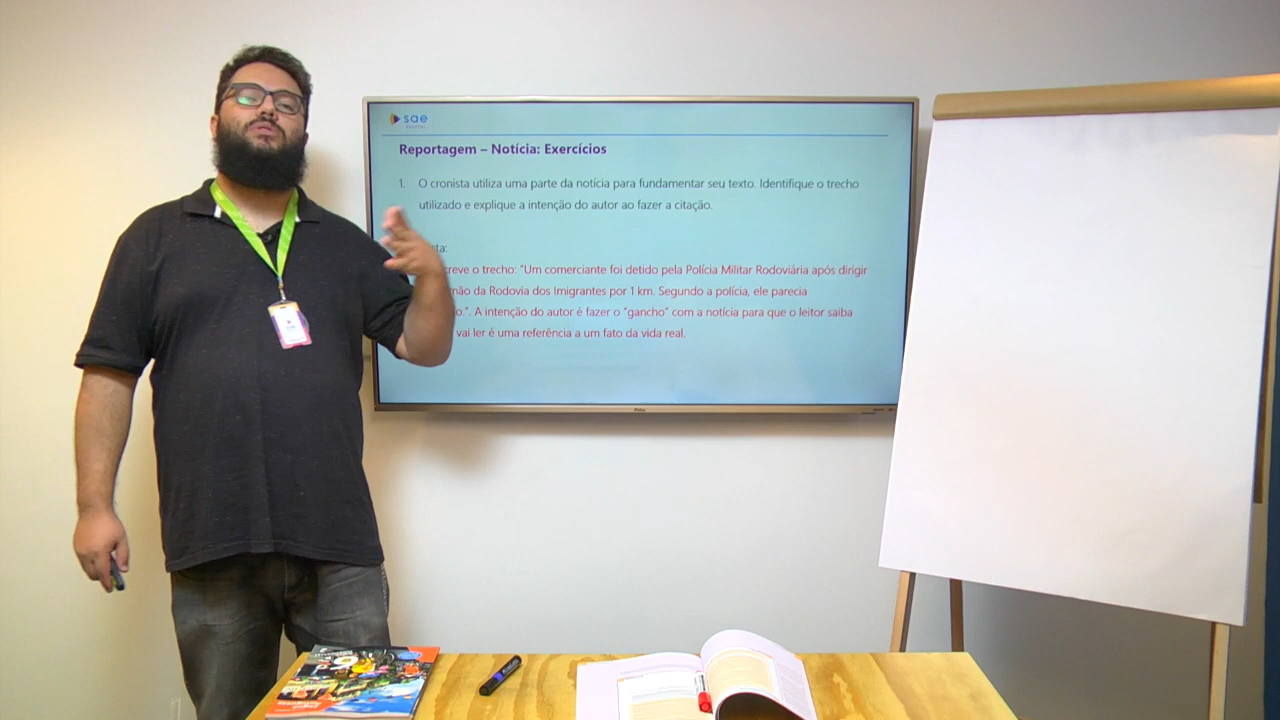 sae
DIGITAL
Reportagem – Notícia: Exercícios
1. O cronista utiliza uma parte da notícia para fundamentar seu texto. Identifique o trecho
utilizado e explique a intenção do autor ao fazer a citação.
ta:
reve o trecho: "Um comerciante foi detido pela Polícia Militar Rodoviária após dirigir
mão da Rodovia dos Imigrantes por 1 km. Segundo a polícia, ele parecia
o.". A intenção do autor é fazer o "gancho" com a notícia para que o leitor saiba
vai ler é uma referência a um fato da vida real.